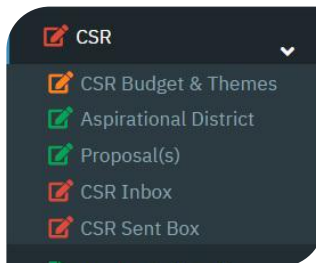 CSR
CSR Budget & Themes
Aspirational District
Proposal(s)
CSR Inbox
CSR Sent Box